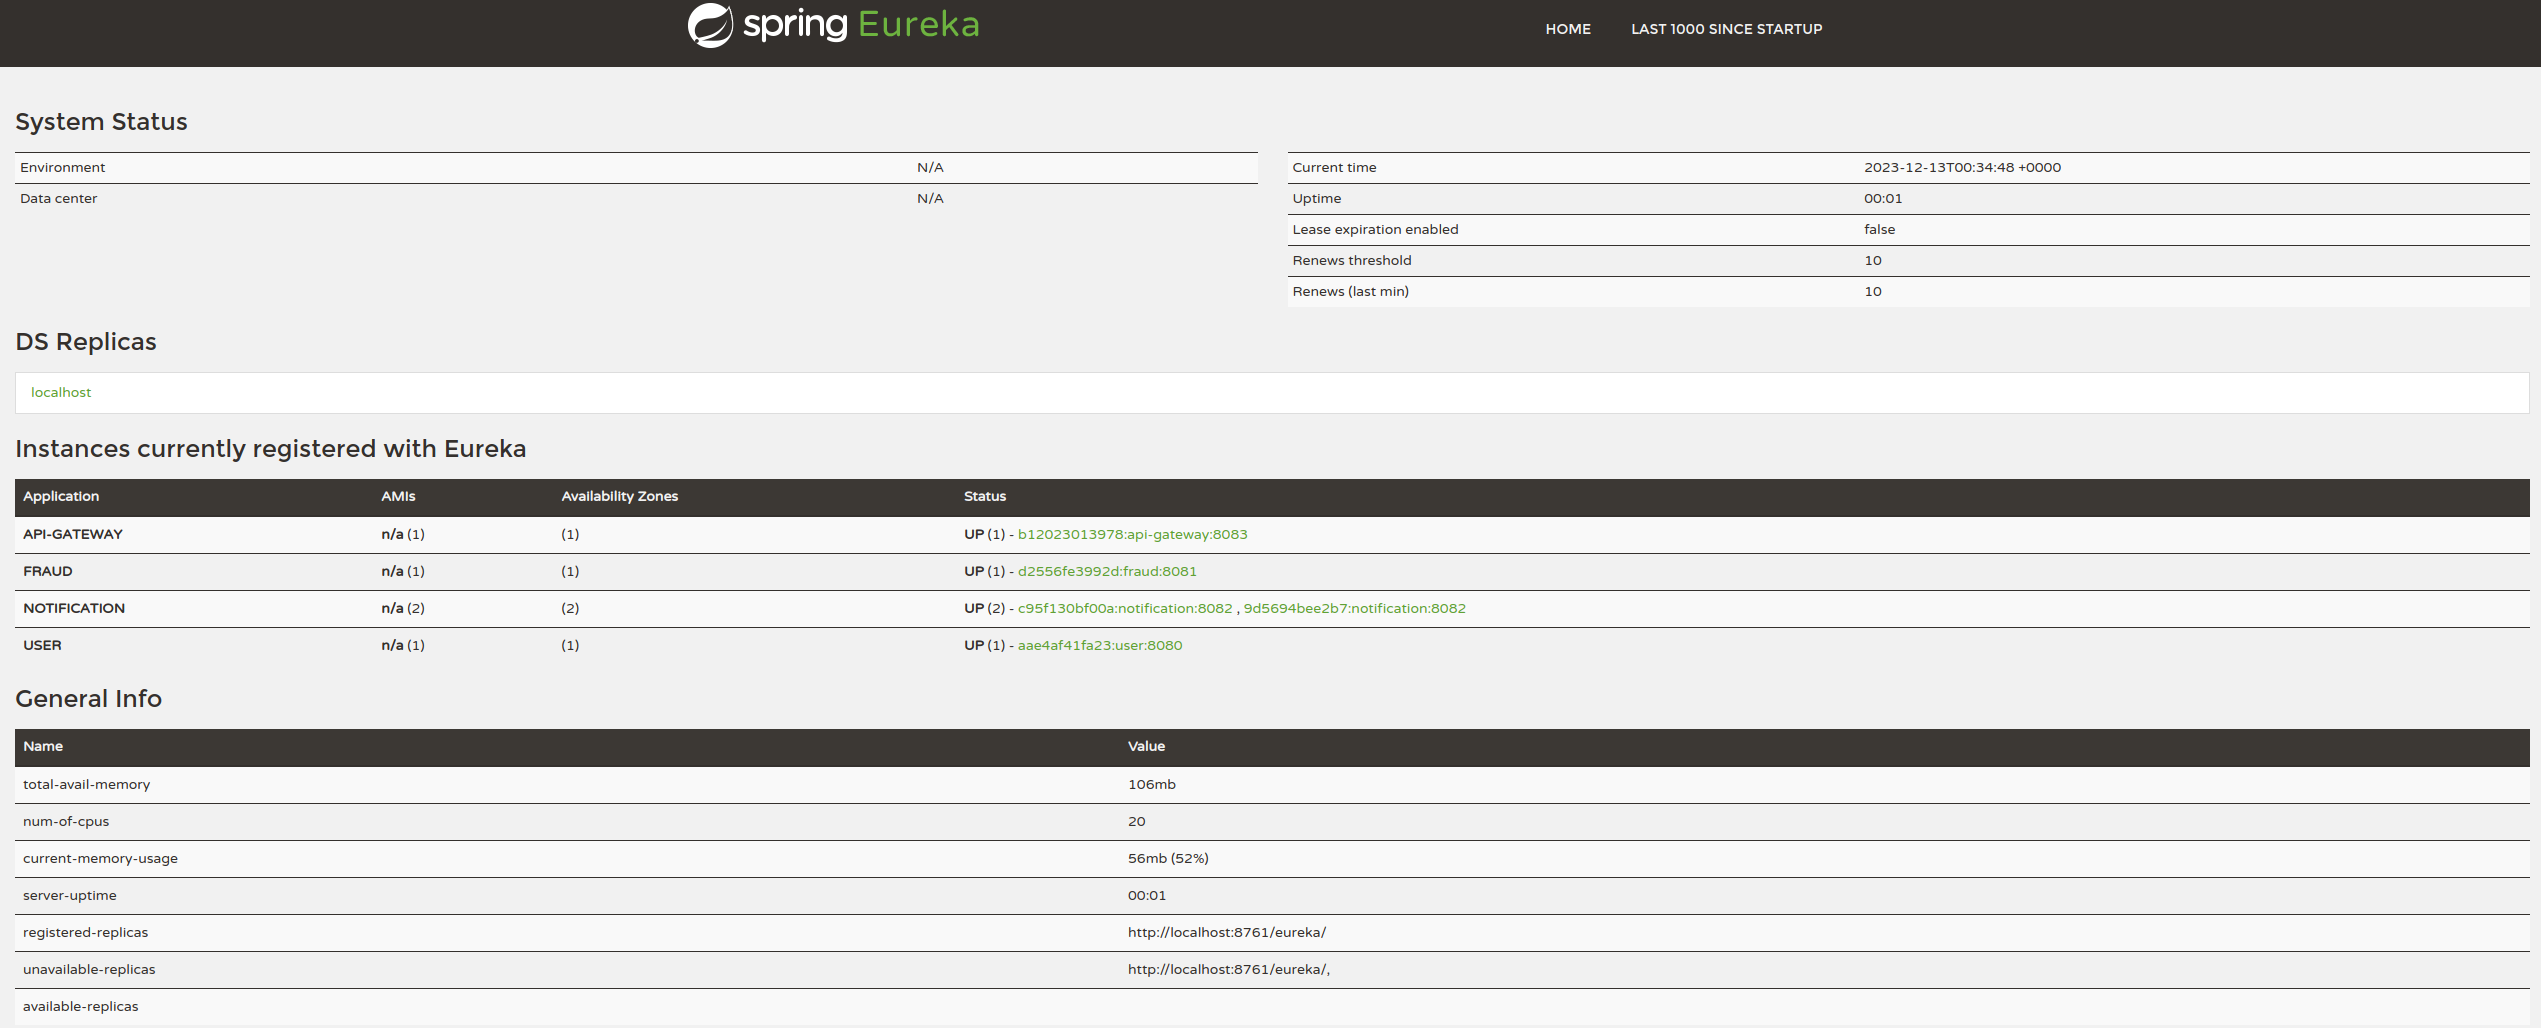 spring Eureka
HOME LAST 1000 SINCE STARTUP
System Status
Environment N/A
Data center N/A
Current time 2023-12-13T00:34:48 +0000
Uptime 00:01
Lease expiration enabled false
Renews threshold 10
Renews (last min) 10
DS Replicas
localhost
Instances currently registered with Eureka
Application AMIs Availability Zones Status
API-GATEWAY n/a (1) (1) UP (1) - b12023013978:api-gateway:8083
FRAUD n/a (1) (1) UP (1) - d2556fe3992d:fraud:8081
NOTIFICATION n/a (2) (2) UP (2) - c95f130bf00a:notification:8082 , 9d5694bee2b7:notification:8082
USER n/a (1) (1) UP (1) - aae4af41fa23:user:8080
General Info
Name Value
total-avail-memory 106mb
num-of-cpus 20
current-memory-usage 56mb (52%)
server-uptime 00:01
registered-replicas http://localhost:8761/eureka/
unavailable-replicas http://localhost:8761/eureka/,
available-replicas